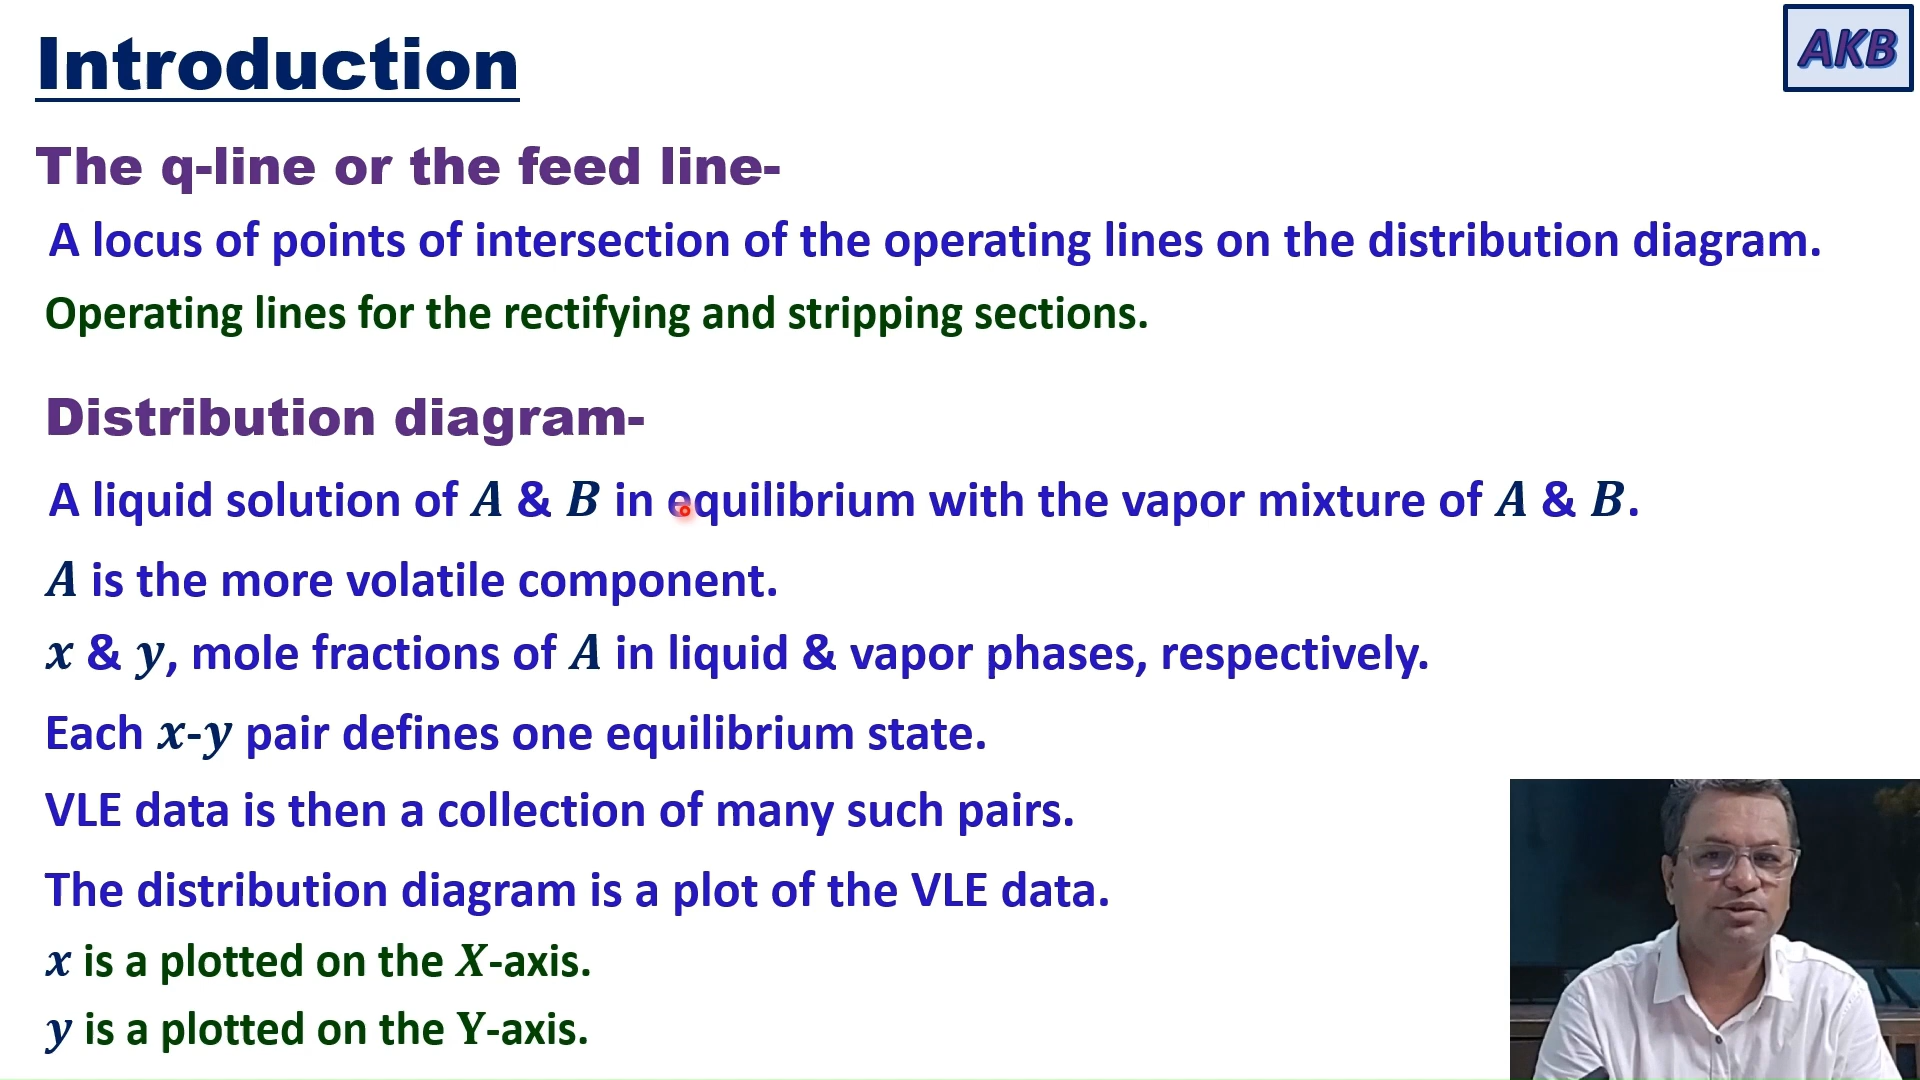 Introduction
AKB
The q-line or the feed line-
A locus of points of intersection of the operating lines on the distribution diagram.
Operating lines for the rectifying and stripping sections.
Distribution diagram-
A liquid solution of A & B in equilibrium with the vapor mixture of A & B.
A is the more volatile component.
x & y, mole fractions of A in liquid & vapor phases, respectively.
Each x-y pair defines one equilibrium state.
VLE data is then a collection of many such pairs.
The distribution diagram is a plot of the VLE data.
x is a plotted on the X-axis.
y is a plotted on the Y-axis.